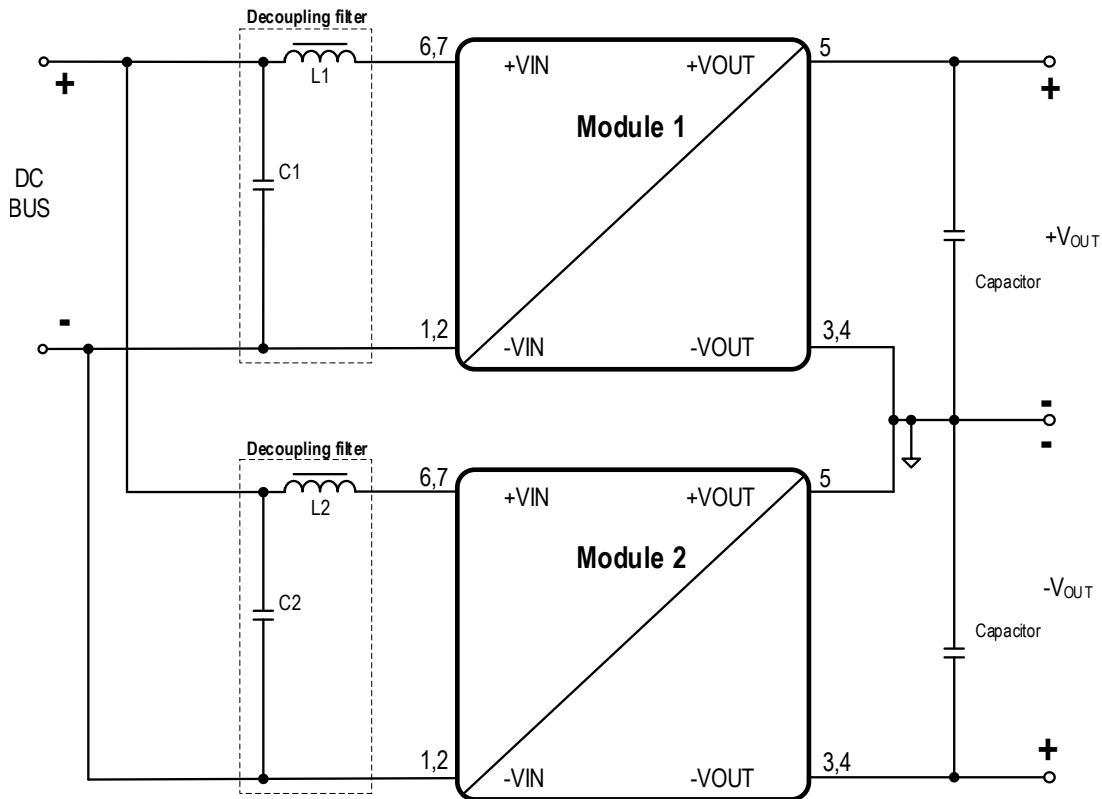 Decoupling filter
6,7
+VIN
+VOUT
5
+
L1
+
Module 1
C1
DC
BUS
+VOUT
Capacitor
-
1,2
-VIN
-VOUT
3,4
-
-
Decoupling filter
6,7
+VIN
+VOUT
5
L2
Module 2
C2
-VOUT
Capacitor
1,2
-VIN
-VOUT
3,4
+